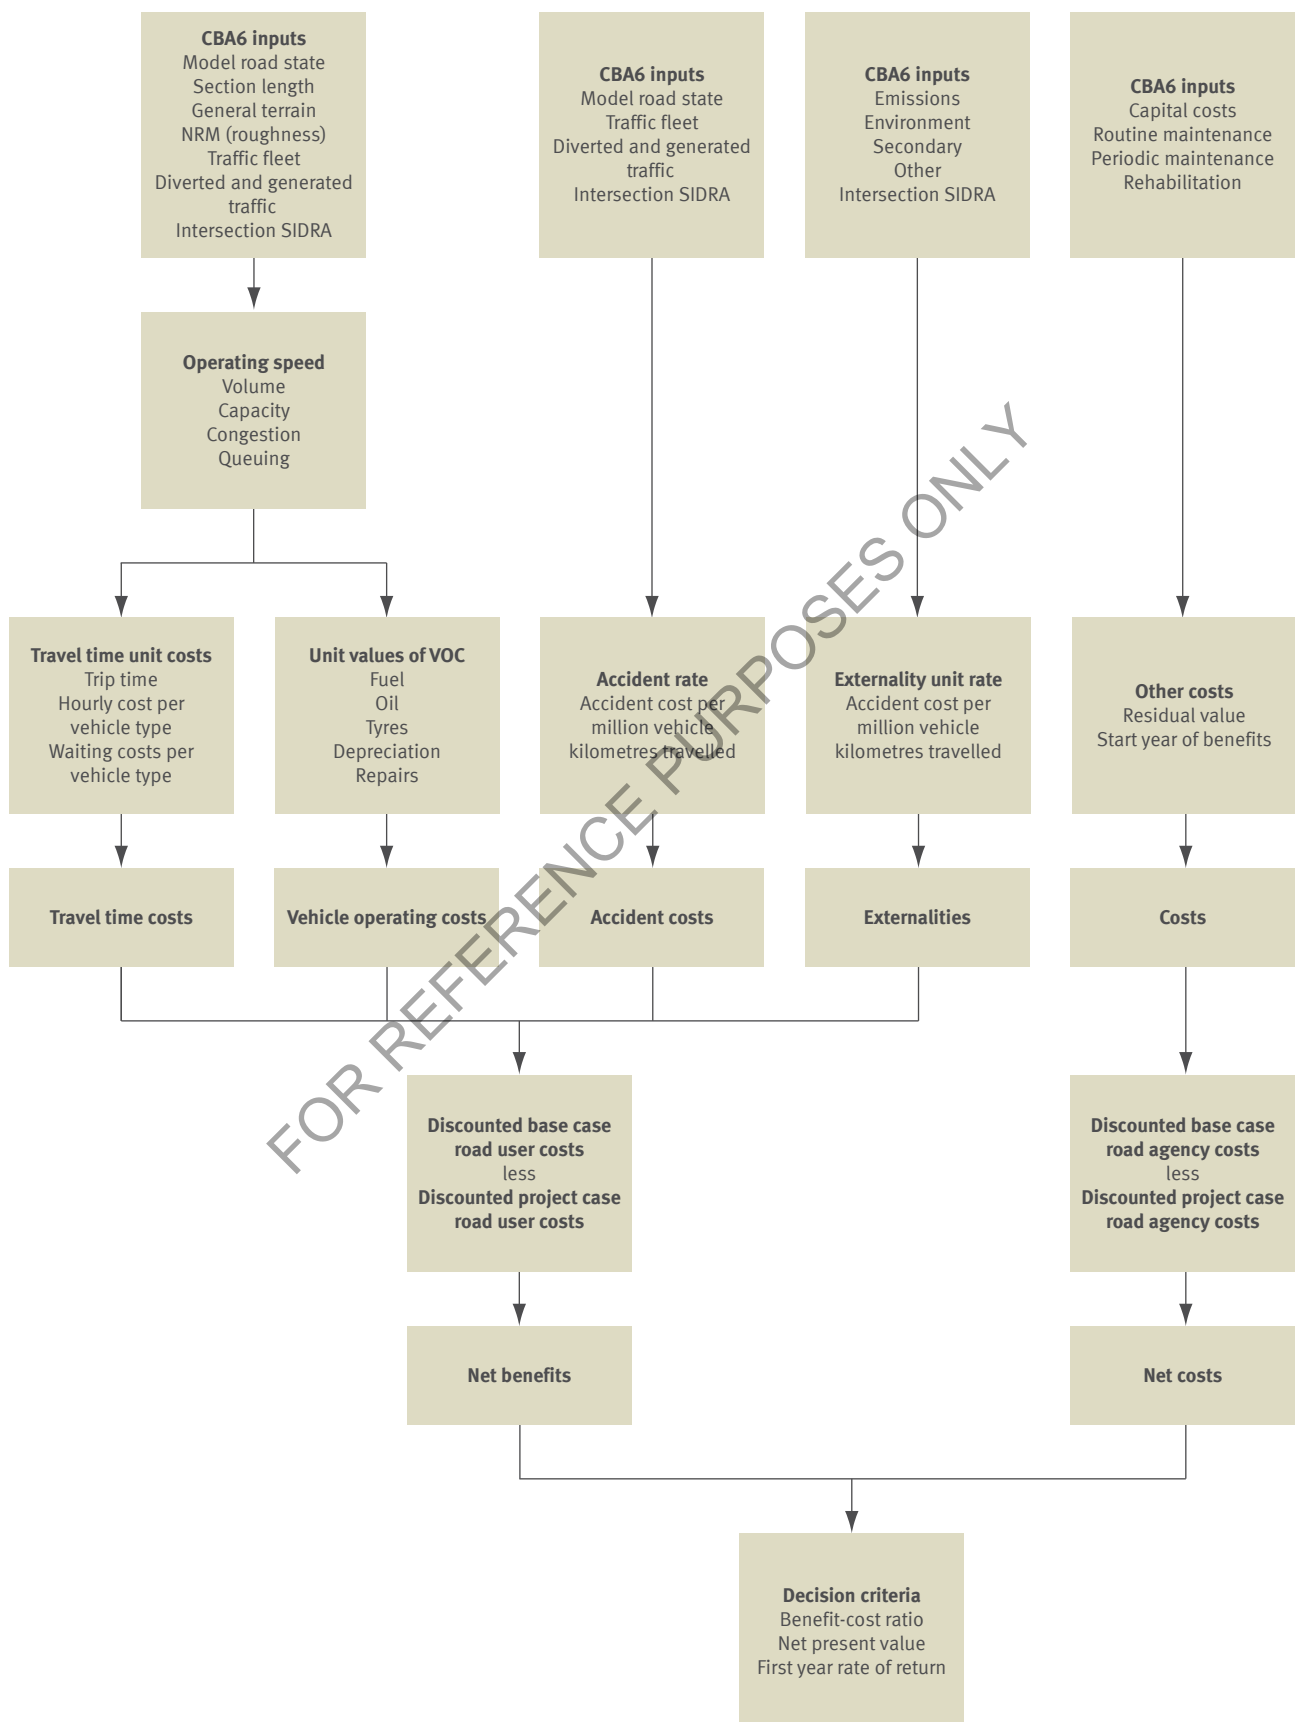 CBA6 inputs
Model road state
Section length
General terrain
NRM (roughness)
Traffic fleet
Diverted and generated
traffic
Intersection SIDRA
CBA6 inputs
Model road state
Traffic fleet
Diverted and generated
traffic
Intersection SIDRA
CBA6 inputs
Emissions
Environment
Secondary
Other
Intersection SIDRA
CBA6 inputs
Capital costs
Routine maintenance
Periodic maintenance
Rehabilitation
Operating speed
Volume
Capacity
Congestion
Queuing
Travel time unit costs
Trip time
Hourly cost per
vehicle type
Waiting costs per
vehicle type
Unit values of VOC
Fuel
Oil
Tyres
Depreciation
Repairs
Accident rate
Accident cost per
million vehicle
kilometres travelled
Externality unit rate
Accident cost per
million vehicle
kilometres travelled
Other costs
Residual value
Start year of benefits
Travel time costs
Vehicle operating costs
Accident costs
Externalities
Costs
Discounted base case
road user costs
less
Discounted project case
road user costs
Discounted base case
road agency costs
less
Discounted project case
road agency costs
Net benefits
Net costs
Decision criteria
Benefit-cost ratio
Net present value
First year rate of return
FOR REFERENCE PURPOSES ONLY